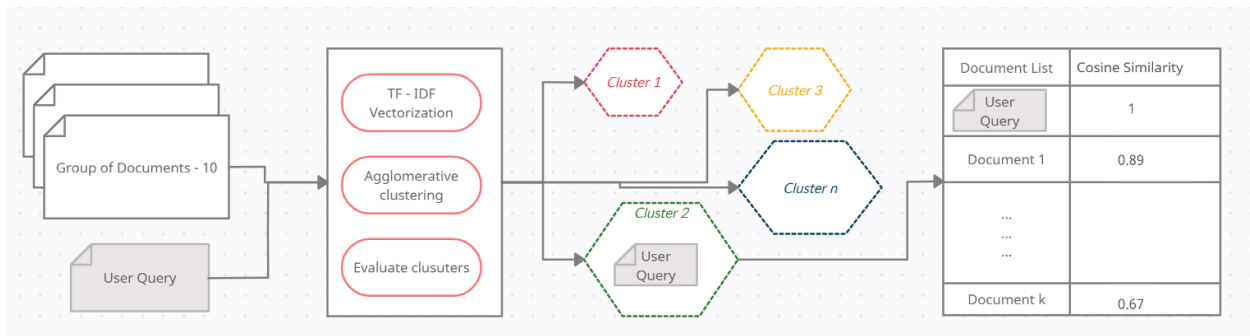 Group of Documents - 10
User Query
TF - IDF
Vectorization
Agglomerative
clustering
Evaluate clusuters
Cluster 1
Cluster 3
Cluster n
Cluster 2
User
Query
Document List Cosine Similarity
User
Query
1
Document 1 0.89
...
...
...
Document k 0.67